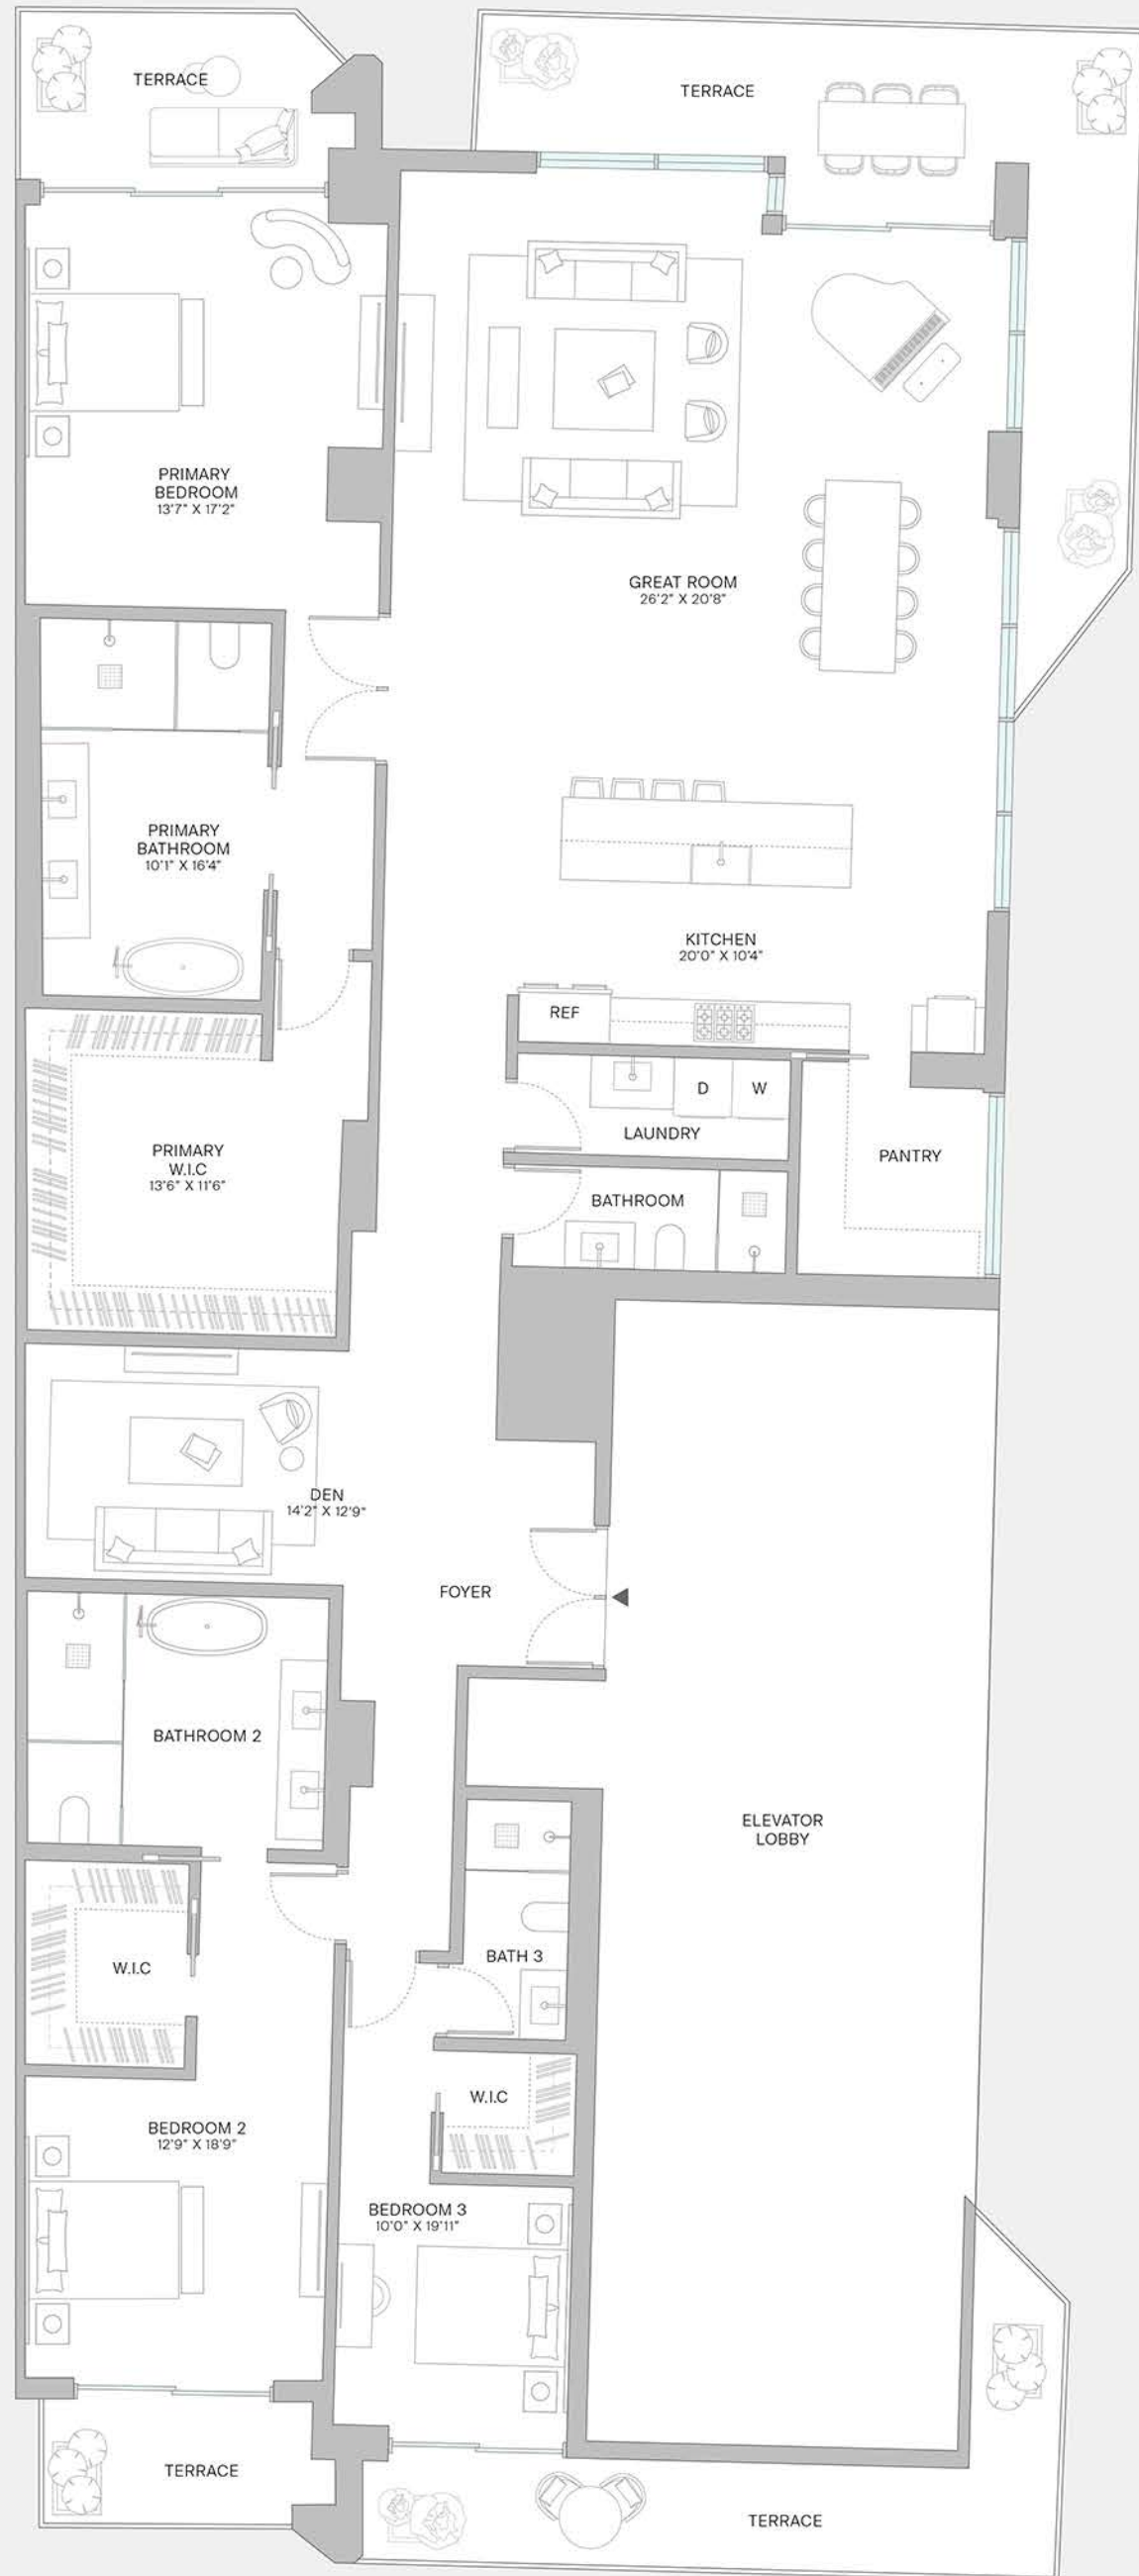 TERRACE
TERRACE
PRIMARY
BEDROOM
13'7" X 17'2"
GREAT ROOM
26'2" X 20'8"
PRIMARY
BATHROOM
10'1" X 16'4"
KITCHEN
20'0" X 10'4"
REF
D
W
LAUNDRY
PRIMARY
W.I.C
13'6" X 11'6"
PANTRY
BATHROOM
DEN
14'2" X 12'9"
FOYER
BATHROOM 2
ELEVATOR
LOBBY
BATH 3
W.I.C
W.I.C
BEDROOM 2
12'9" X 18'9"
BEDROOM 3
10'0" X 19'11"
TERRACE
TERRACE